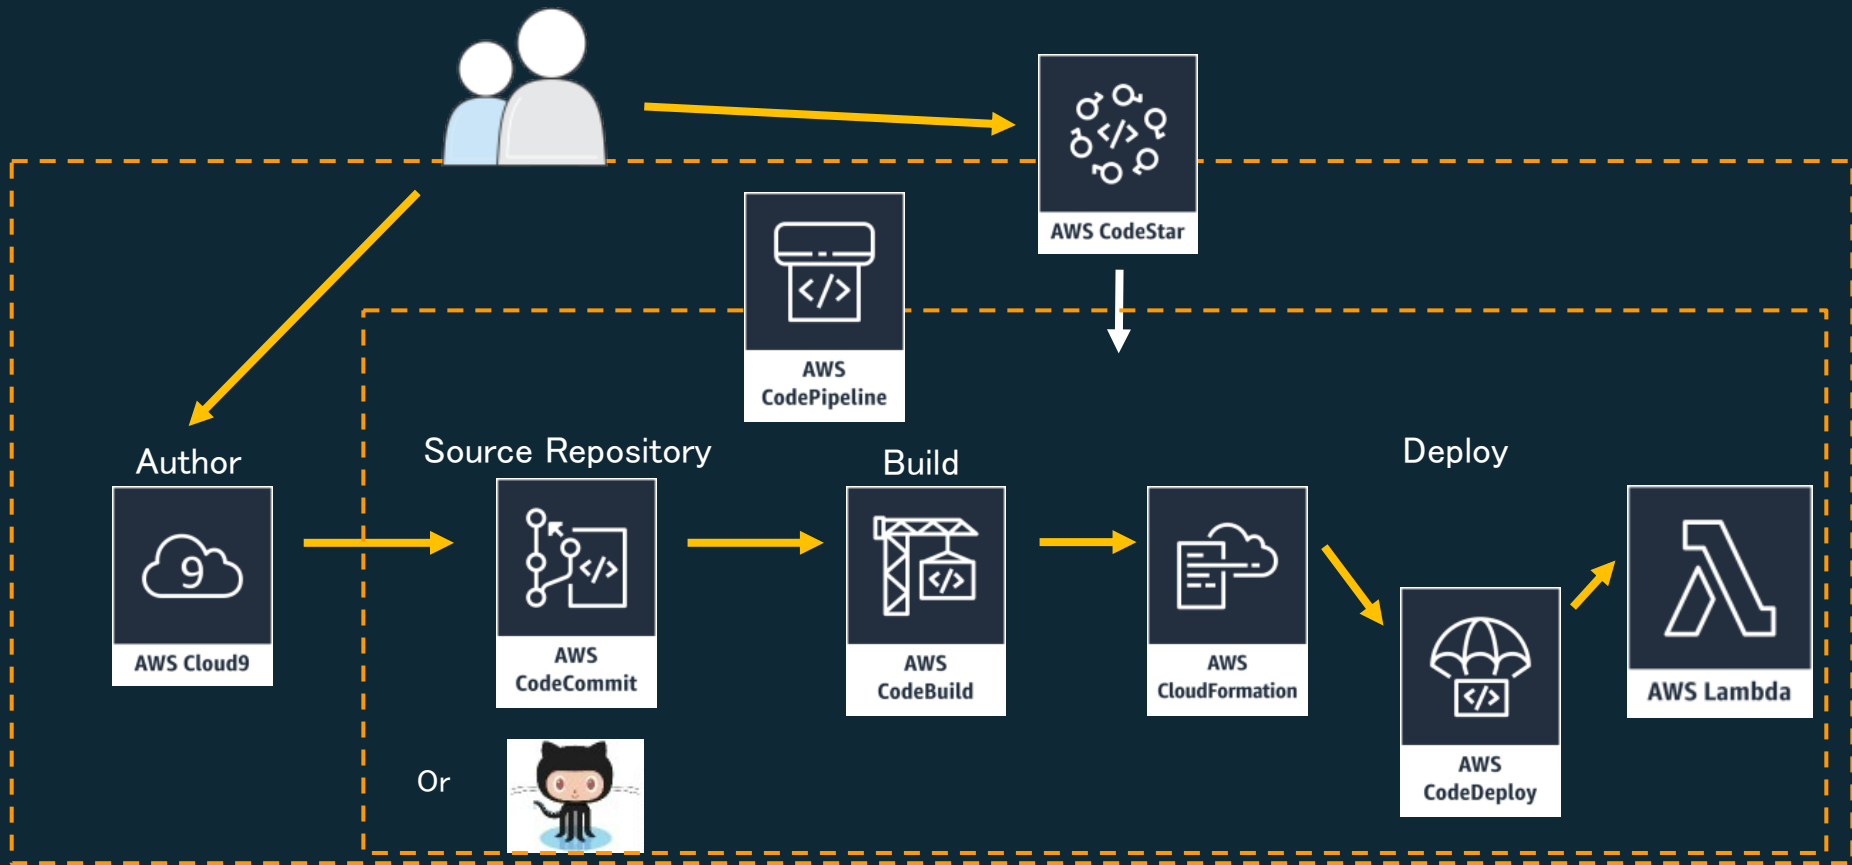 AWS CodeStar
AWS
CodePipeline
Author
Source Repository
Build
Deploy
9
AWS Cloud9
AWS
CodeCommit
AWS
CodeBuild
AWS
CloudFormation
AWS
CodeDeploy
AWS Lambda
Or